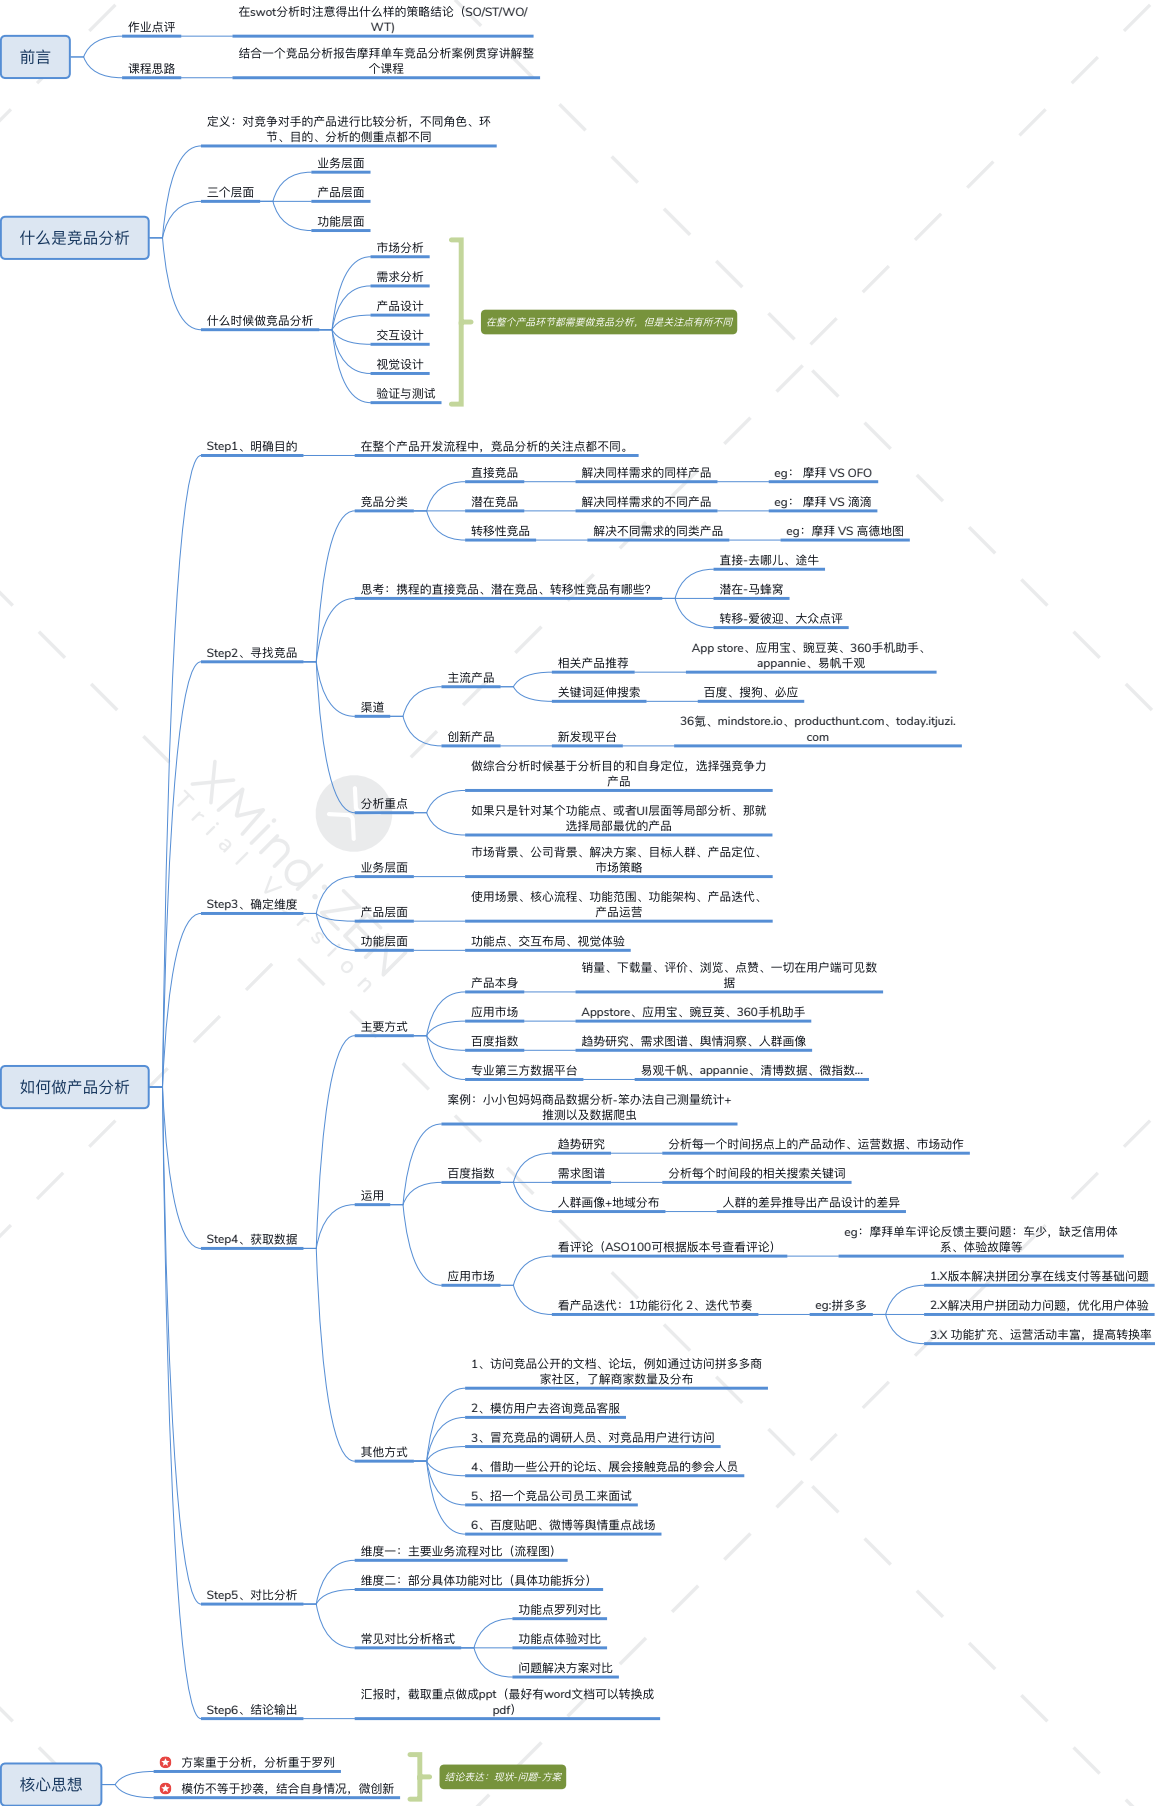 前言
作业点评
在swot分析时注意得出什么样的策略结论（SO/ST/WO/
WT）
课程思路
结合一个竞品分析报告摩拜单车竞品分析案例贯穿讲解整
个课程
什么是竞品分析
定义：对竞争对手的产品进行比较分析，不同角色、环
节、目的、分析的侧重点都不同
三个层面
业务层面
产品层面
功能层面
什么时候做竞品分析
市场分析
需求分析
产品设计
交互设计
视觉设计
验证与测试
在整个产品环节都需要做竞品分析，但是关注点有所不同
如何做产品分析
Step1、明确目的
在整个产品开发流程中，竞品分析的关注点都不同。
Step2、寻找竞品
竞品分类
直接竞品
解决同样需求的同样产品
eg： 摩拜 VS OFO
潜在竞品
解决同样需求的不同产品
eg： 摩拜 VS 滴滴
转移性竞品
解决不同需求的同类产品
eg：摩拜 VS 高德地图
思考：携程的直接竞品、潜在竞品、转移性竞品有哪些？
直接-去哪儿、途牛
潜在-马蜂窝
转移-爱彼迎、大众点评
渠道
主流产品
相关产品推荐
App store、应用宝、豌豆荚、360手机助手、
appannie、易帆千观
关键词延伸搜索
百度、搜狗、必应
创新产品
新发现平台
36氪、mindstore.io、producthunt.com、today.itjuzi.
com
分析重点
做综合分析时候基于分析目的和自身定位，选择强竞争力
产品
如果只是针对某个功能点、或者UI层面等局部分析、那就
选择局部最优的产品
Step3、确定维度
业务层面
市场背景、公司背景、解决方案、目标人群、产品定位、
市场策略
产品层面
使用场景、核心流程、功能范围、功能架构、产品迭代、
产品运营
功能层面
功能点、交互布局、视觉体验
Step4、获取数据
主要方式
产品本身
销量、下载量、评价、浏览、点赞、一切在用户端可见数
据
应用市场
Appstore、应用宝、豌豆荚、360手机助手
百度指数
趋势研究、需求图谱、舆情洞察、人群画像
专业第三方数据平台
易观千帆、appannie、清博数据、微指数...
运用
案例：小小包妈妈商品数据分析-笨办法自己测量统计+
推测以及数据爬虫
百度指数
趋势研究
分析每一个时间拐点上的产品动作、运营数据、市场动作
需求图谱
分析每个时间段的相关搜索关键词
人群画像+地域分布
人群的差异推导出产品设计的差异
应用市场
看评论（ASO100可根据版本号查看评论）
eg：摩拜单车评论反馈主要问题：车少，缺乏信用体
系、体验故障等
看产品迭代：1功能衍化 2、迭代节奏
eg:拼多多
1.X版本解决拼团分享在线支付等基础问题
2.X解决用户拼团动力问题，优化用户体验
3.X 功能扩充、运营活动丰富，提高转换率
其他方式
1、访问竞品公开的文档、论坛，例如通过访问拼多多商
家社区，了解商家数量及分布
2、模仿用户去咨询竞品客服
3、冒充竞品的调研人员、对竞品用户进行访问
4、借助一些公开的论坛、展会接触竞品的参会人员
5、招一个竞品公司员工来面试
6、百度贴吧、微博等舆情重点战场
Step5、对比分析
维度一：主要业务流程对比（流程图）
维度二：部分具体功能对比（具体功能拆分）
常见对比分析格式
功能点罗列对比
功能点体验对比
问题解决方案对比
Step6、结论输出
汇报时，截取重点做成ppt（最好有word文档可以转换成
pdf）
核心思想
方案重于分析，分析重于罗列
模仿不等于抄袭，结合自身情况，微创新
结论表达：现状-问题-方案
XMind:ZEN
Trial Version